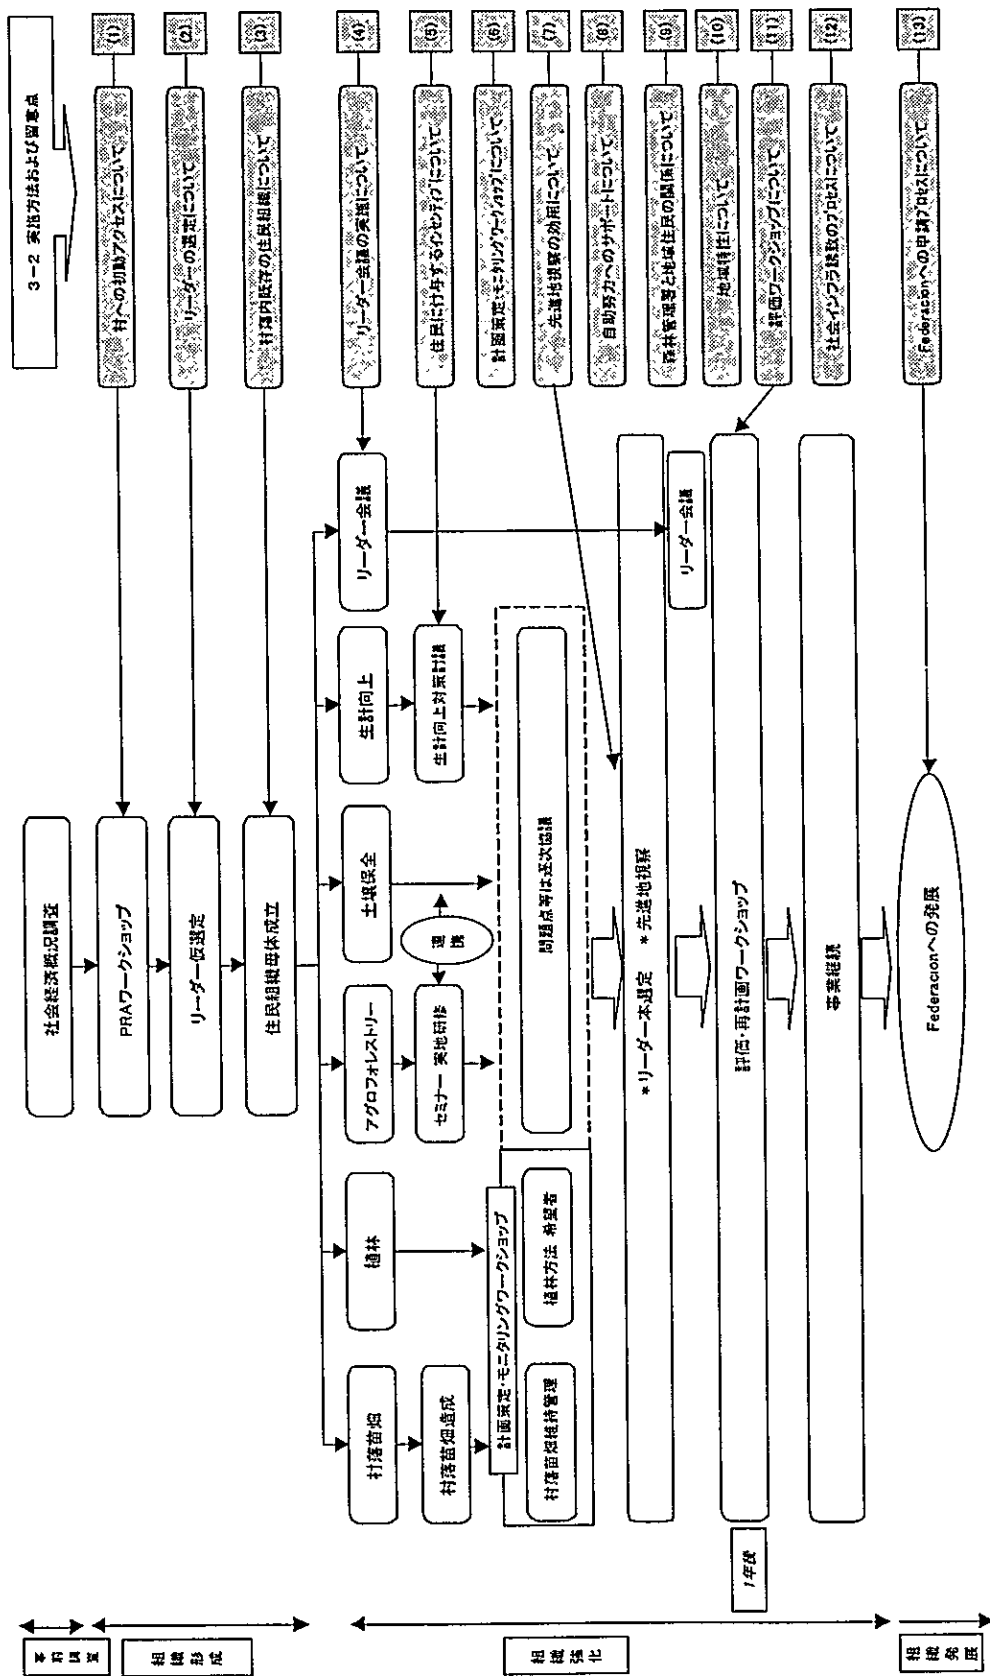 3-2 実施方法および留意点
村への初動アクセスについて
(1)
リーダーの選定について
(2)
村落内既存の住民組織について
(3)
リーダー会議の実施について
(4)
住民に付与するインセンティブについて
(5)
計画策定・モニタリングワークショップについて
(6)
先進地視察の効用について
(7)
自助努力へのサポートについて
(8)
森林管理署と地域住民の関係について
(9)
地域特性について
(10)
評価ワークショップについて
(11)
社会インフラ誘致のプロセスについて
(12)
Federacionへの申請プロセスについて
(13)
社会経済概況調査
PRAワークショップ
リーダー仮選定
住民組織母体成立
村落苗畑
植林
アグロフォレストリー
土壌保全
生計向上
リーダー会議
村落苗畑造成
セミナー 実地研修
連携
生計向上対策討議
計画策定・モニタリングワークショップ
村落苗畑維持管理
植林方法 希望者
問題点等は逐次協議
*リーダー本選定 *先進地視察
リーダー会議
評価・再計画ワークショップ
事業継続
Federacionへの発展
1年後
事前調査
組織形成
組織強化
組織発展